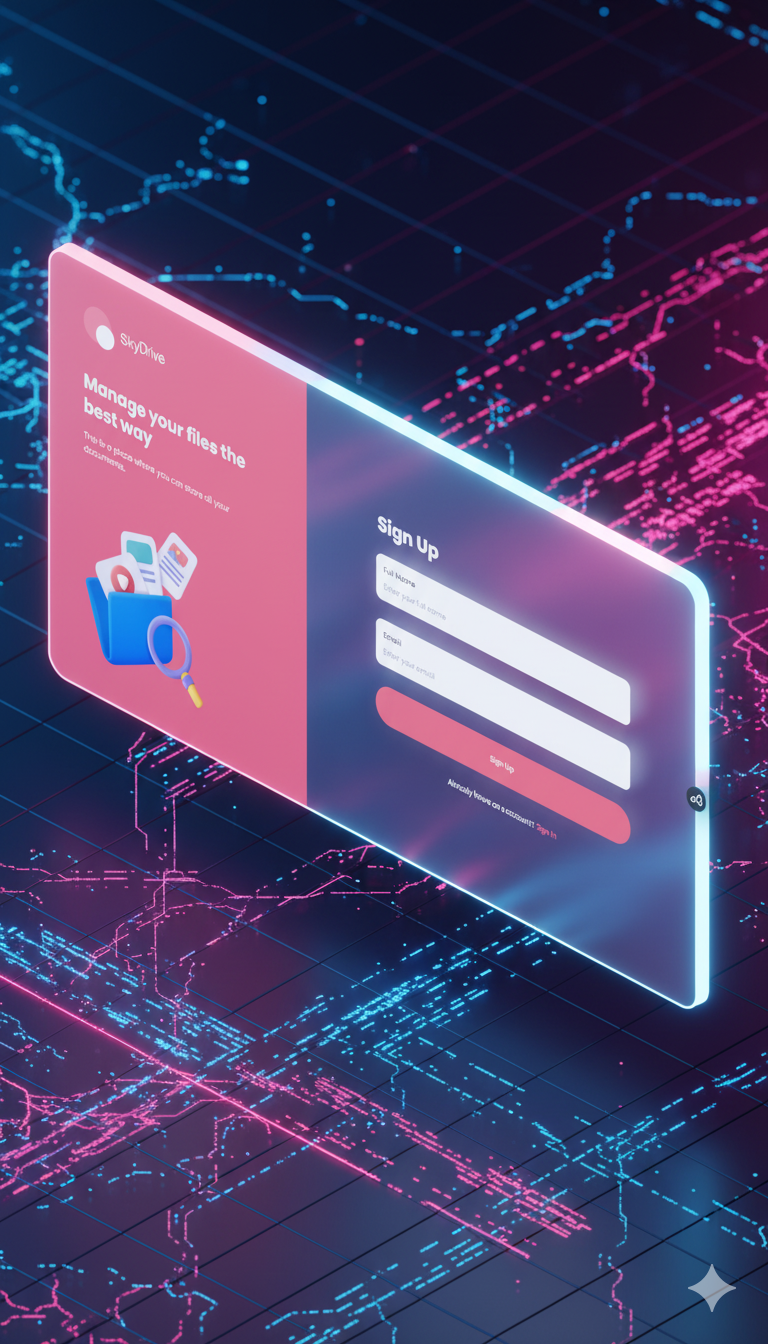 SkyDrive
Manage your files the
best way
This is a place where you can store all your
documents.
Sign Up
Full Name
Enter your full name
Email
Enter your email
Sign Up
Already have an account? Sign In